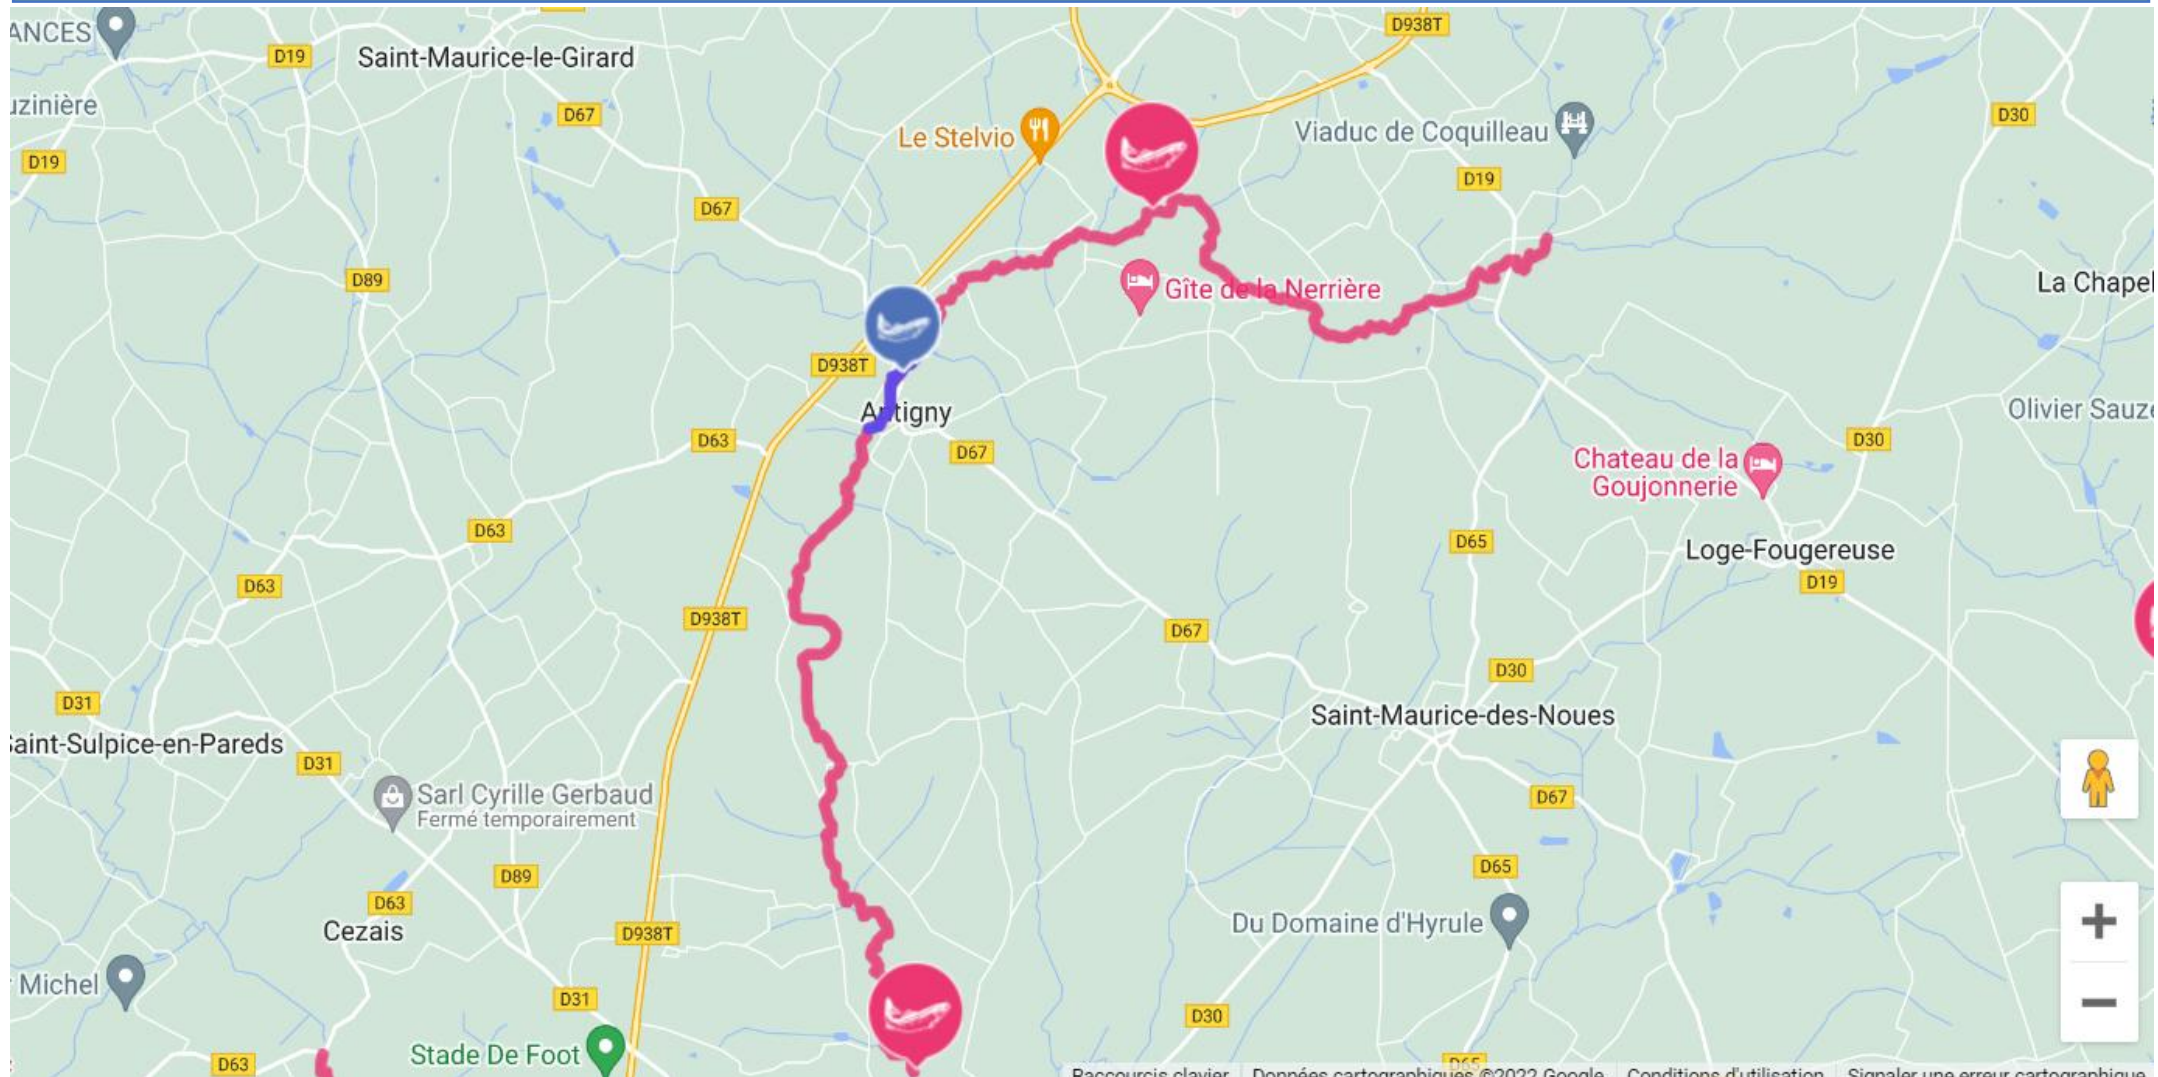 ANCES
D19
Saint-Maurice-le-Girard
D938T
uzinière
D67
Le Stelvio
Viaduc de Coquilleau
D30
D19
D19
D67
D89
Gîte de la Nerrière
La Chapel
D938T
Antigny
Olivier Sauze
D63
D67
D30
Chateau de la
Goujonnerie
D63
D65
Loge-Fougereuse
D63
D19
D938T
D67
D30
D31
Saint-Maurice-des-Noues
Saint-Sulpice-en-Pareds
D31
Sarl Cyrille Gerbaud
Fermé temporairement
D67
D89
D65
D63
Cezais
D938T
Du Domaine d'Hyrule
Michel
D31
D30
Stade De Foot
D63
D65
Raccourcis clavier
Données cartographiques ©2022 Google
Conditions d'utilisation
Signaler une erreur cartographique